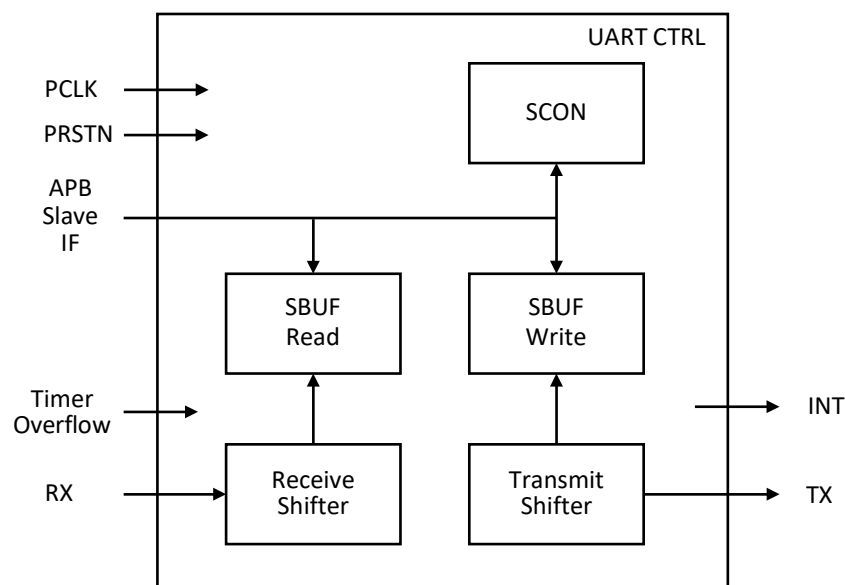 UART CTRL
PCLK
PRSTN
SCON
APB
Slave
IF
SBUF
Read
SBUF
Write
Timer
Overflow
INT
RX
Receive
Shifter
Transmit
Shifter
TX